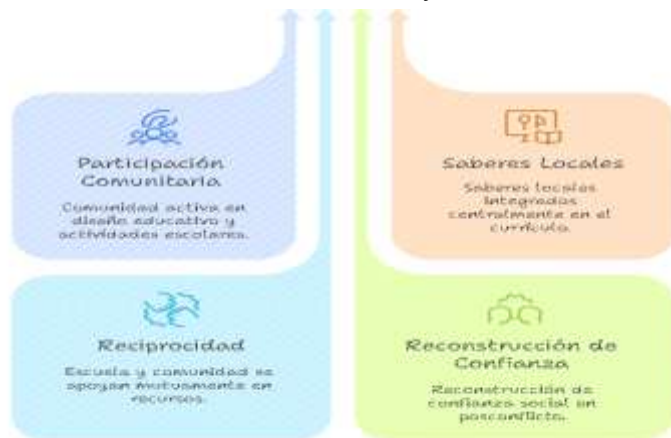 Participación
Comunitaria
Comunidad activa en
diseño educativo y
actividades escolares.
Saberes Locales
Saberes locales
integrados
centralmente en el
currículo.
Reciprocidad
Escuela y comunidad se
apoyan mutuamente en
recursos.
Reconstrucción de
Confianza
Reconstrucción de
confianza social en
posconflicto.